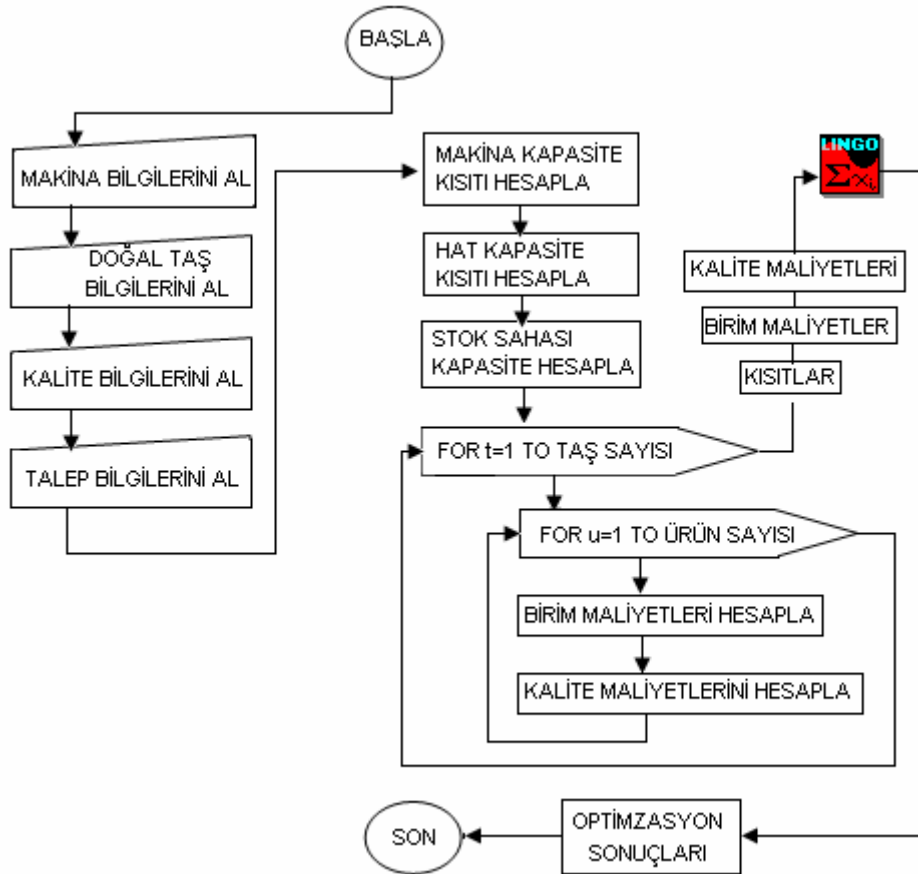 BAŞLA
MAKİNA BİLGİLERİNİ AL
DOĞAL TAŞ
BİLGİLERİNİ AL
KALİTE BİLGİLERİNİ AL
TALEP BİLGİLERİNİ AL
MAKİNA KAPASİTE
KISITI HESAPLA
HAT KAPASİTE
KISITI HESAPLA
STOK SAHASI
KAPASİTE HESAPLA
FOR t=1 TO TAŞ SAYISI
FOR u=1 TO ÜRÜN SAYISI
BİRİM MALİYETLERİ HESAPLA
KALİTE MALİYETLERİNİ HESAPLA
KISITLAR
BİRİM MALİYETLER
KALİTE MALİYETLERİ
LINGO
Σxᵢ
OPTİMZASYON
SONUÇLARI
SON